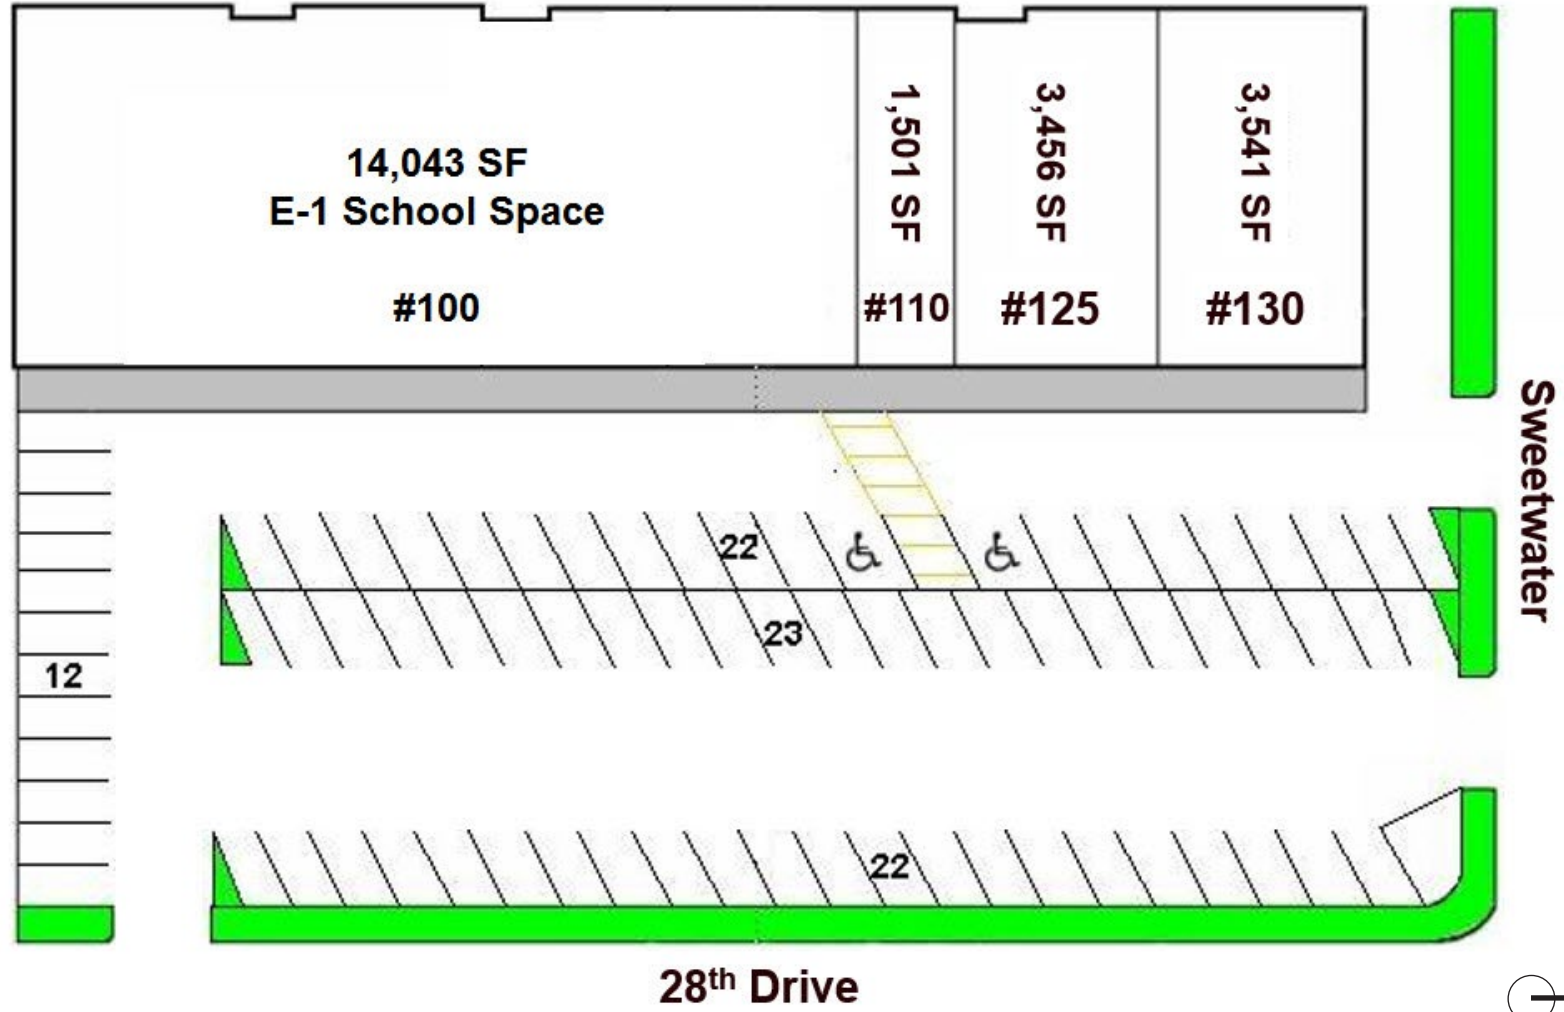 14,043 SF
E-1 School Space
#100
1,501 SF
#110
3,456 SF
#125
3,541 SF
#130
Sweetwater
22
23
12
22
28th Drive